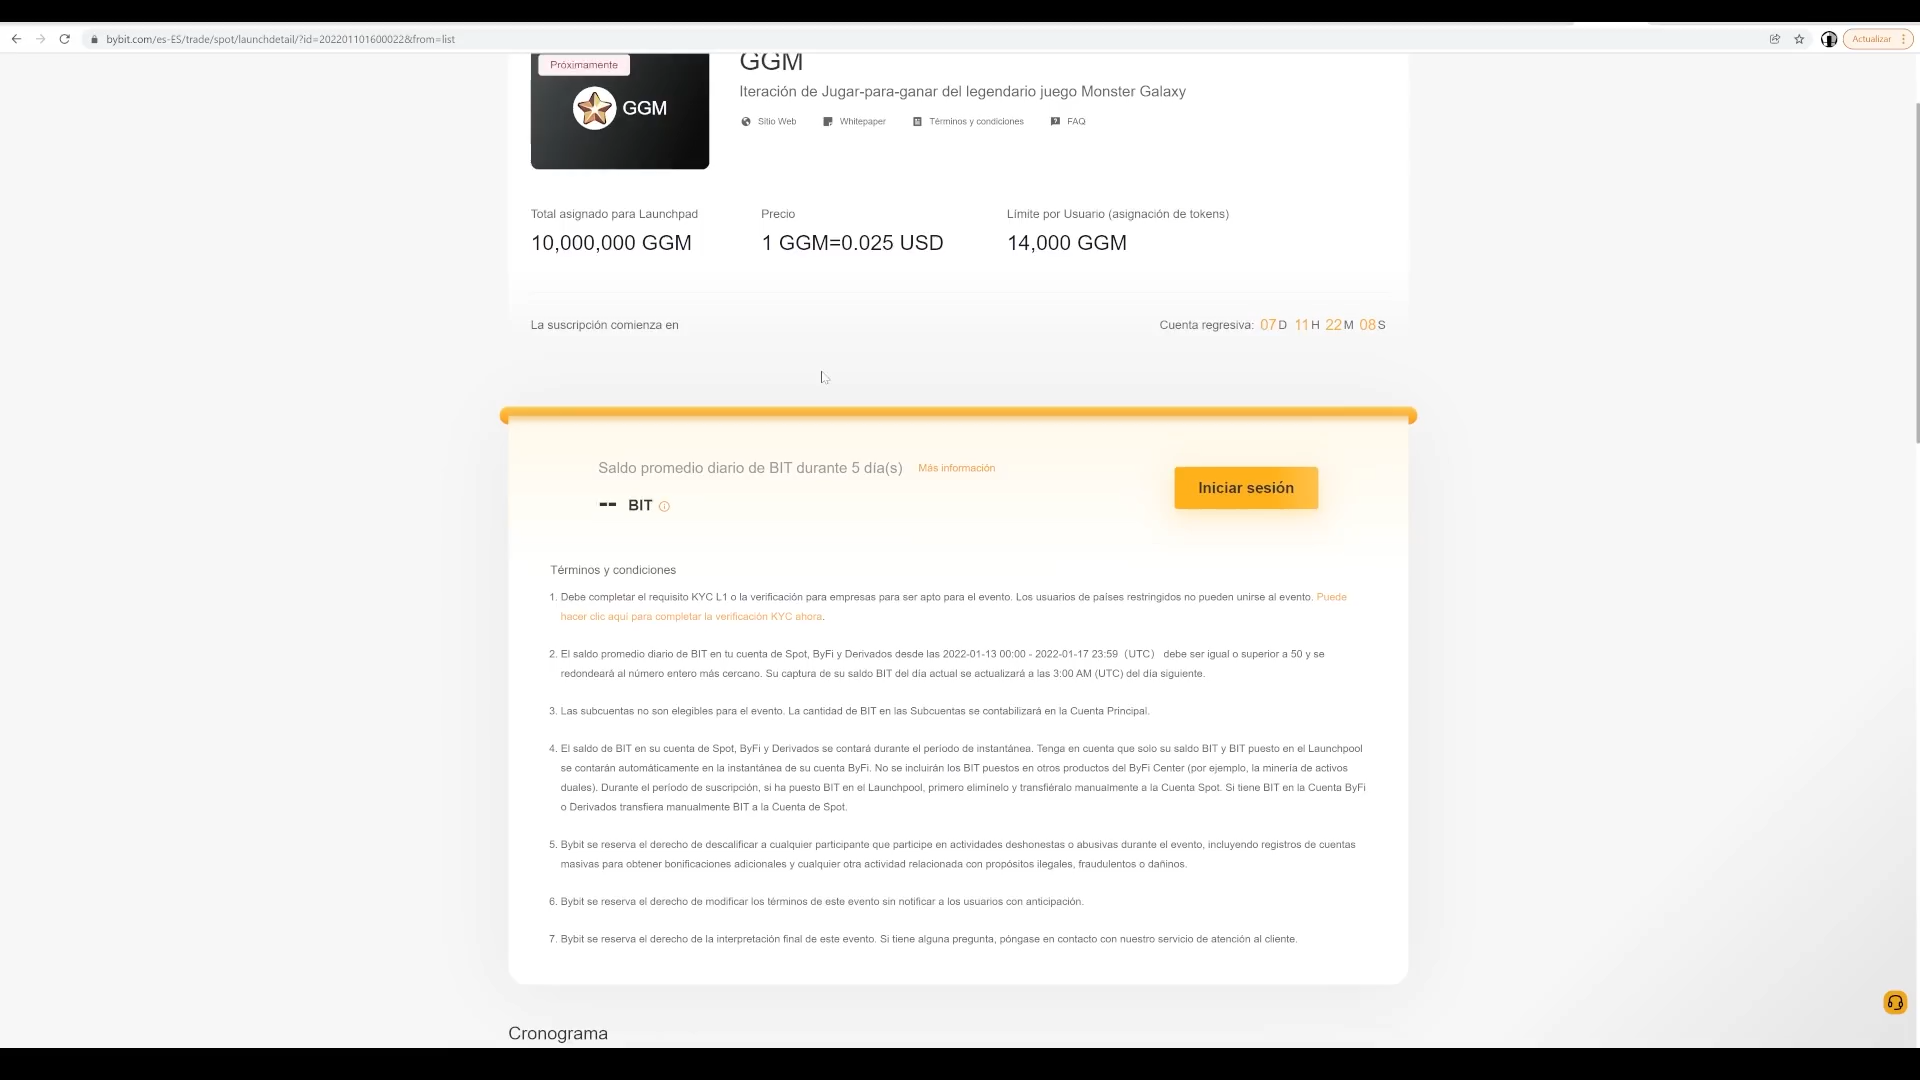 bybit.com/es-ES/trade/spot/launchdetail/?id=202201101600022&from=list
Actualizar
Próximamente
GGM
GGM
Iteración de Jugar-para-ganar del legendario juego Monster Galaxy
Sitio Web Whitepaper Términos y condiciones FAQ
Total asignado para Launchpad Precio Límite por Usuario (asignación de tokens)
10,000,000 GGM 1 GGM=0.025 USD 14,000 GGM
La suscripción comienza en Cuenta regresiva: 07 D 11 H 22 M 08 S
Saldo promedio diario de BIT durante 5 día(s) Más información
-- BIT
Iniciar sesión
Términos y condiciones
1. Debe completar el requisito KYC L1 o la verificación para empresas para ser apto para el evento. Los usuarios de países restringidos no pueden unirse al evento. Puede
hacer clic aquí para completar la verificación KYC ahora.
2. El saldo promedio diario de BIT en tu cuenta de Spot, ByFi y Derivados desde las 2022-01-13 00:00 - 2022-01-17 23:59（UTC） debe ser igual o superior a 50 y se
redondeará al número entero más cercano. Su captura de su saldo BIT del día actual se actualizará a las 3:00 AM (UTC) del día siguiente.
3. Las subcuentas no son elegibles para el evento. La cantidad de BIT en las Subcuentas se contabilizará en la Cuenta Principal.
4. El saldo de BIT en su cuenta de Spot, ByFi y Derivados se contará durante el período de instantánea. Tenga en cuenta que solo su saldo BIT y BIT puesto en el Launchpool
se contarán automáticamente en la instantánea de su cuenta ByFi. No se incluirán los BIT puestos en otros productos del ByFi Center (por ejemplo, la minería de activos
duales). Durante el período de suscripción, si ha puesto BIT en el Launchpool, primero elimínelo y transfiéralo manualmente a la Cuenta Spot. Si tiene BIT en la Cuenta ByFi
o Derivados transfiera manualmente BIT a la Cuenta de Spot.
5. Bybit se reserva el derecho de descalificar a cualquier participante que participe en actividades deshonestas o abusivas durante el evento, incluyendo registros de cuentas
masivas para obtener bonificaciones adicionales y cualquier otra actividad relacionada con propósitos ilegales, fraudulentos o dañinos.
6. Bybit se reserva el derecho de modificar los términos de este evento sin notificar a los usuarios con anticipación.
7. Bybit se reserva el derecho de la interpretación final de este evento. Si tiene alguna pregunta, póngase en contacto con nuestro servicio de atención al cliente.
Cronograma